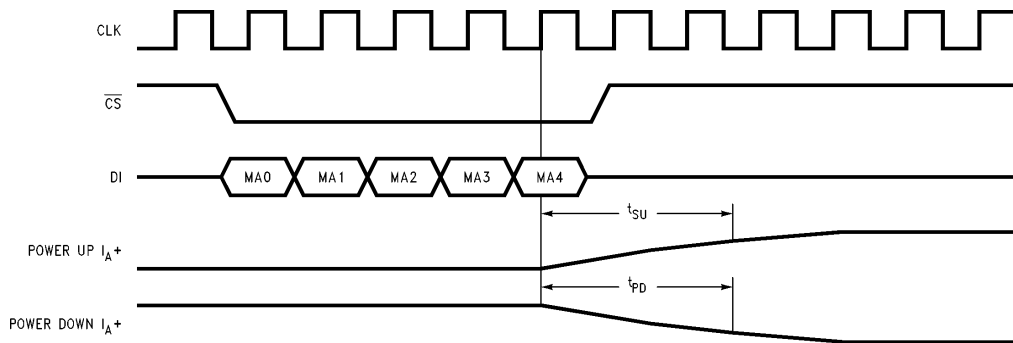 CLK
CS
DI
MA0 MA1 MA2 MA3 MA4
tSU
POWER UP IA+
tPD
POWER DOWN IA+